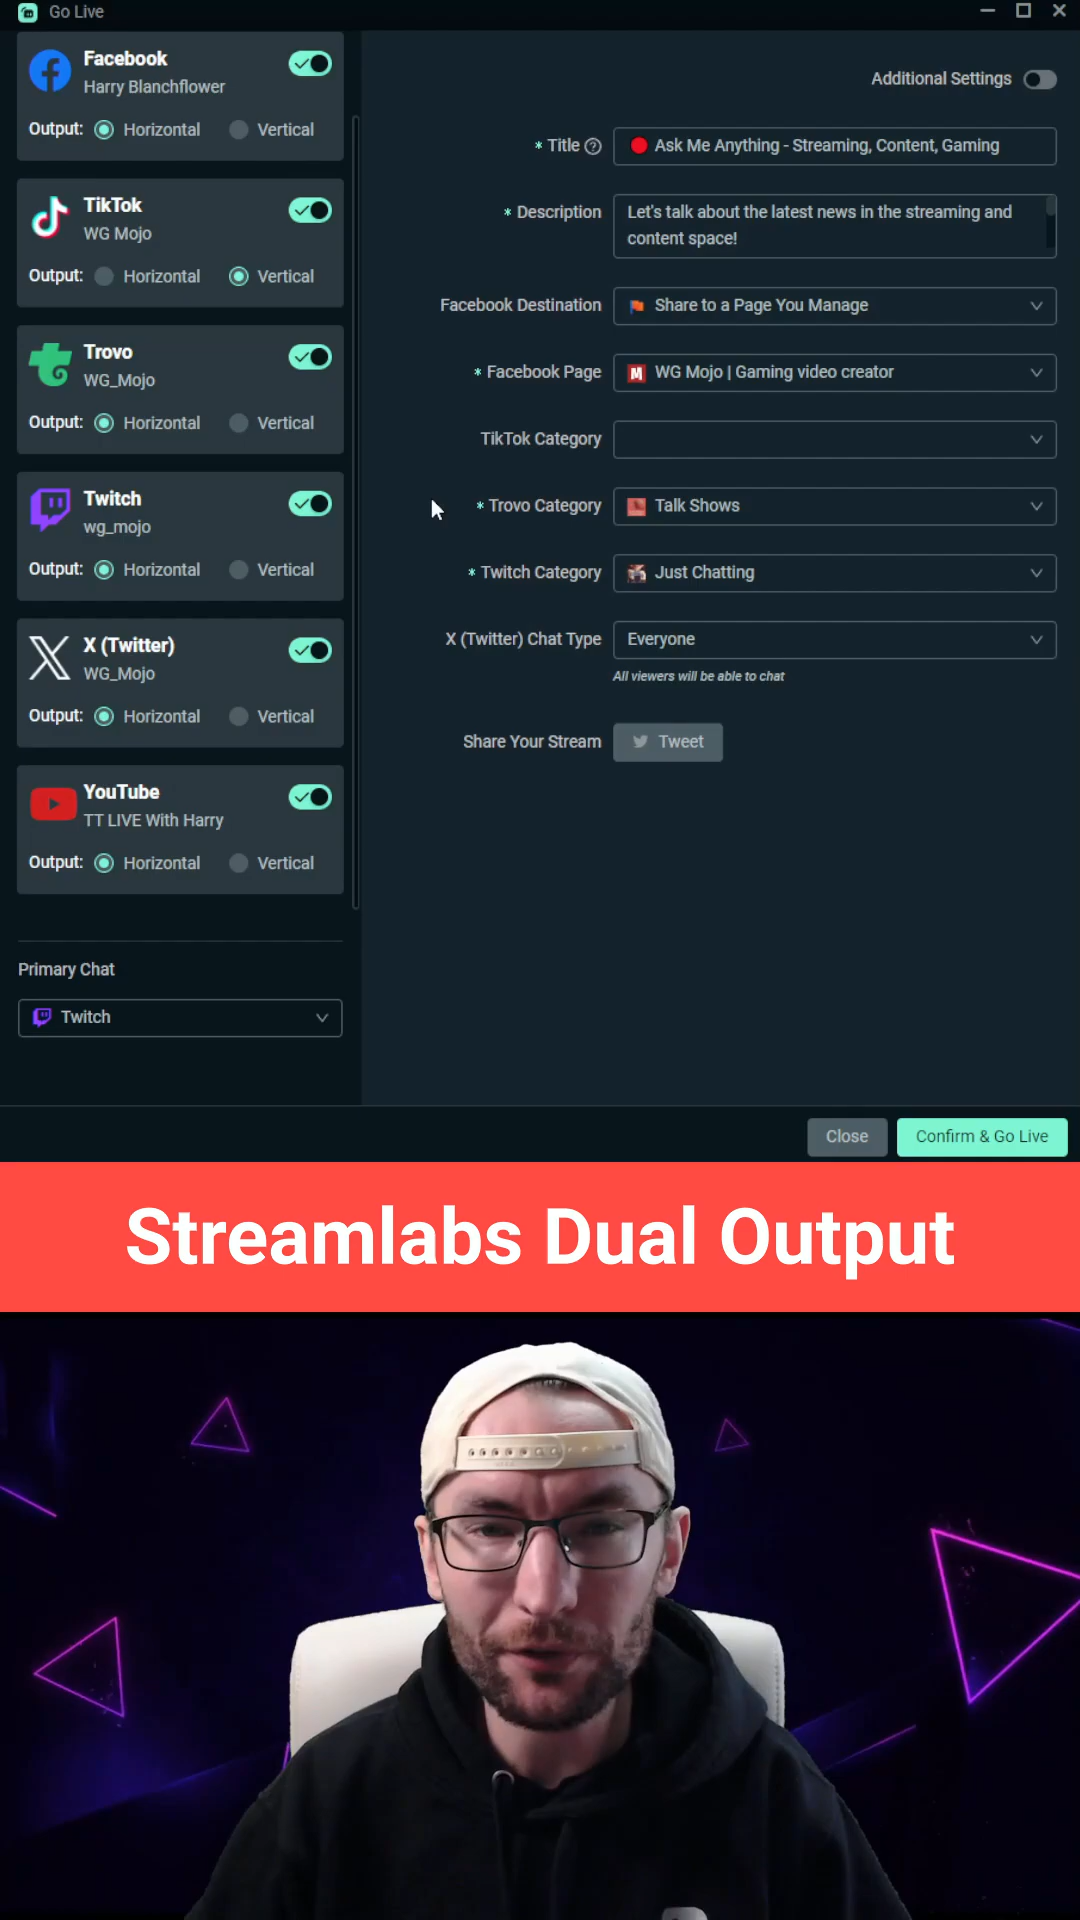 Go Live
Facebook
Harry Blanchflower
Output: Horizontal Vertical
TikTok
WG Mojo
Output: Horizontal Vertical
Trovo
WG_Mojo
Output: Horizontal Vertical
Twitch
wg_mojo
Output: Horizontal Vertical
X (Twitter)
WG_Mojo
Output: Horizontal Vertical
YouTube
TT LIVE With Harry
Output: Horizontal Vertical
Primary Chat
Twitch
Additional Settings
* Title ? Ask Me Anything - Streaming, Content, Gaming
* Description Let's talk about the latest news in the streaming and
content space!
Facebook Destination Share to a Page You Manage
* Facebook Page M WG Mojo | Gaming video creator
TikTok Category
* Trovo Category Talk Shows
* Twitch Category Just Chatting
X (Twitter) Chat Type Everyone
All viewers will be able to chat
Share Your Stream Tweet
Close Confirm & Go Live
Streamlabs Dual Output